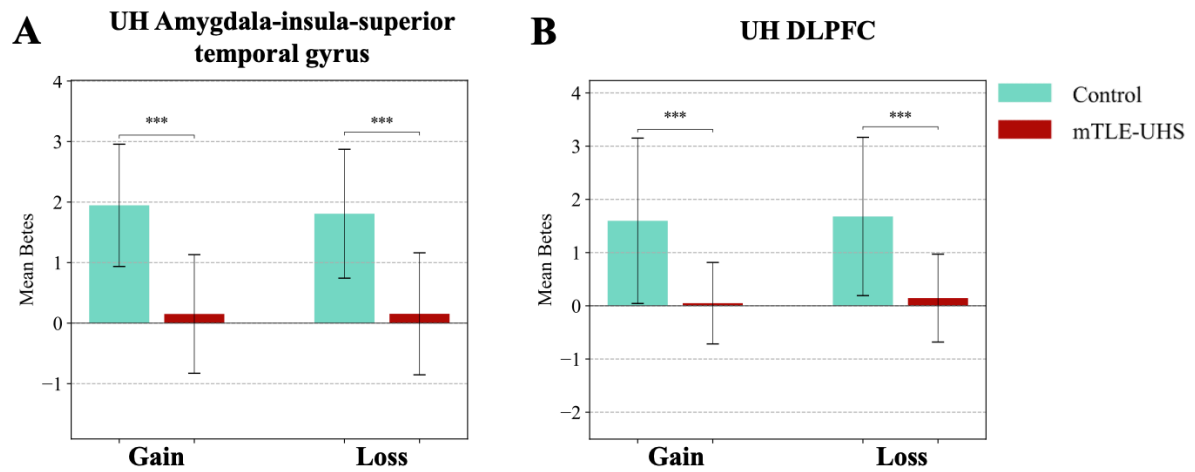 A
UH Amygdala-insula-superior
temporal gyrus
4
3
2
1
0
−1
Mean Betes
***
***
Gain
Loss
B
UH DLPFC
4
3
2
1
0
−1
−2
Mean Betes
***
***
Gain
Loss
Control
mTLE-UHS